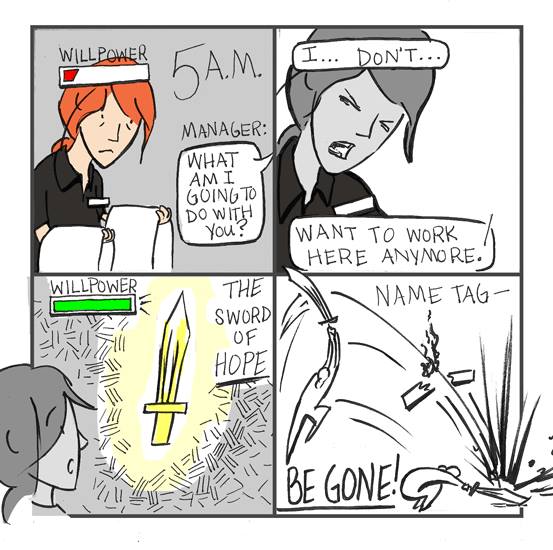 WILLPOWER
5 A.M.
MANAGER:
WHAT
AM I
GOING TO
DO WITH
YOU?
I... DON'T...
WANT TO WORK
HERE ANYMORE.
WILLPOWER
THE
SWORD
OF
HOPE
NAME TAG—
BE GONE!